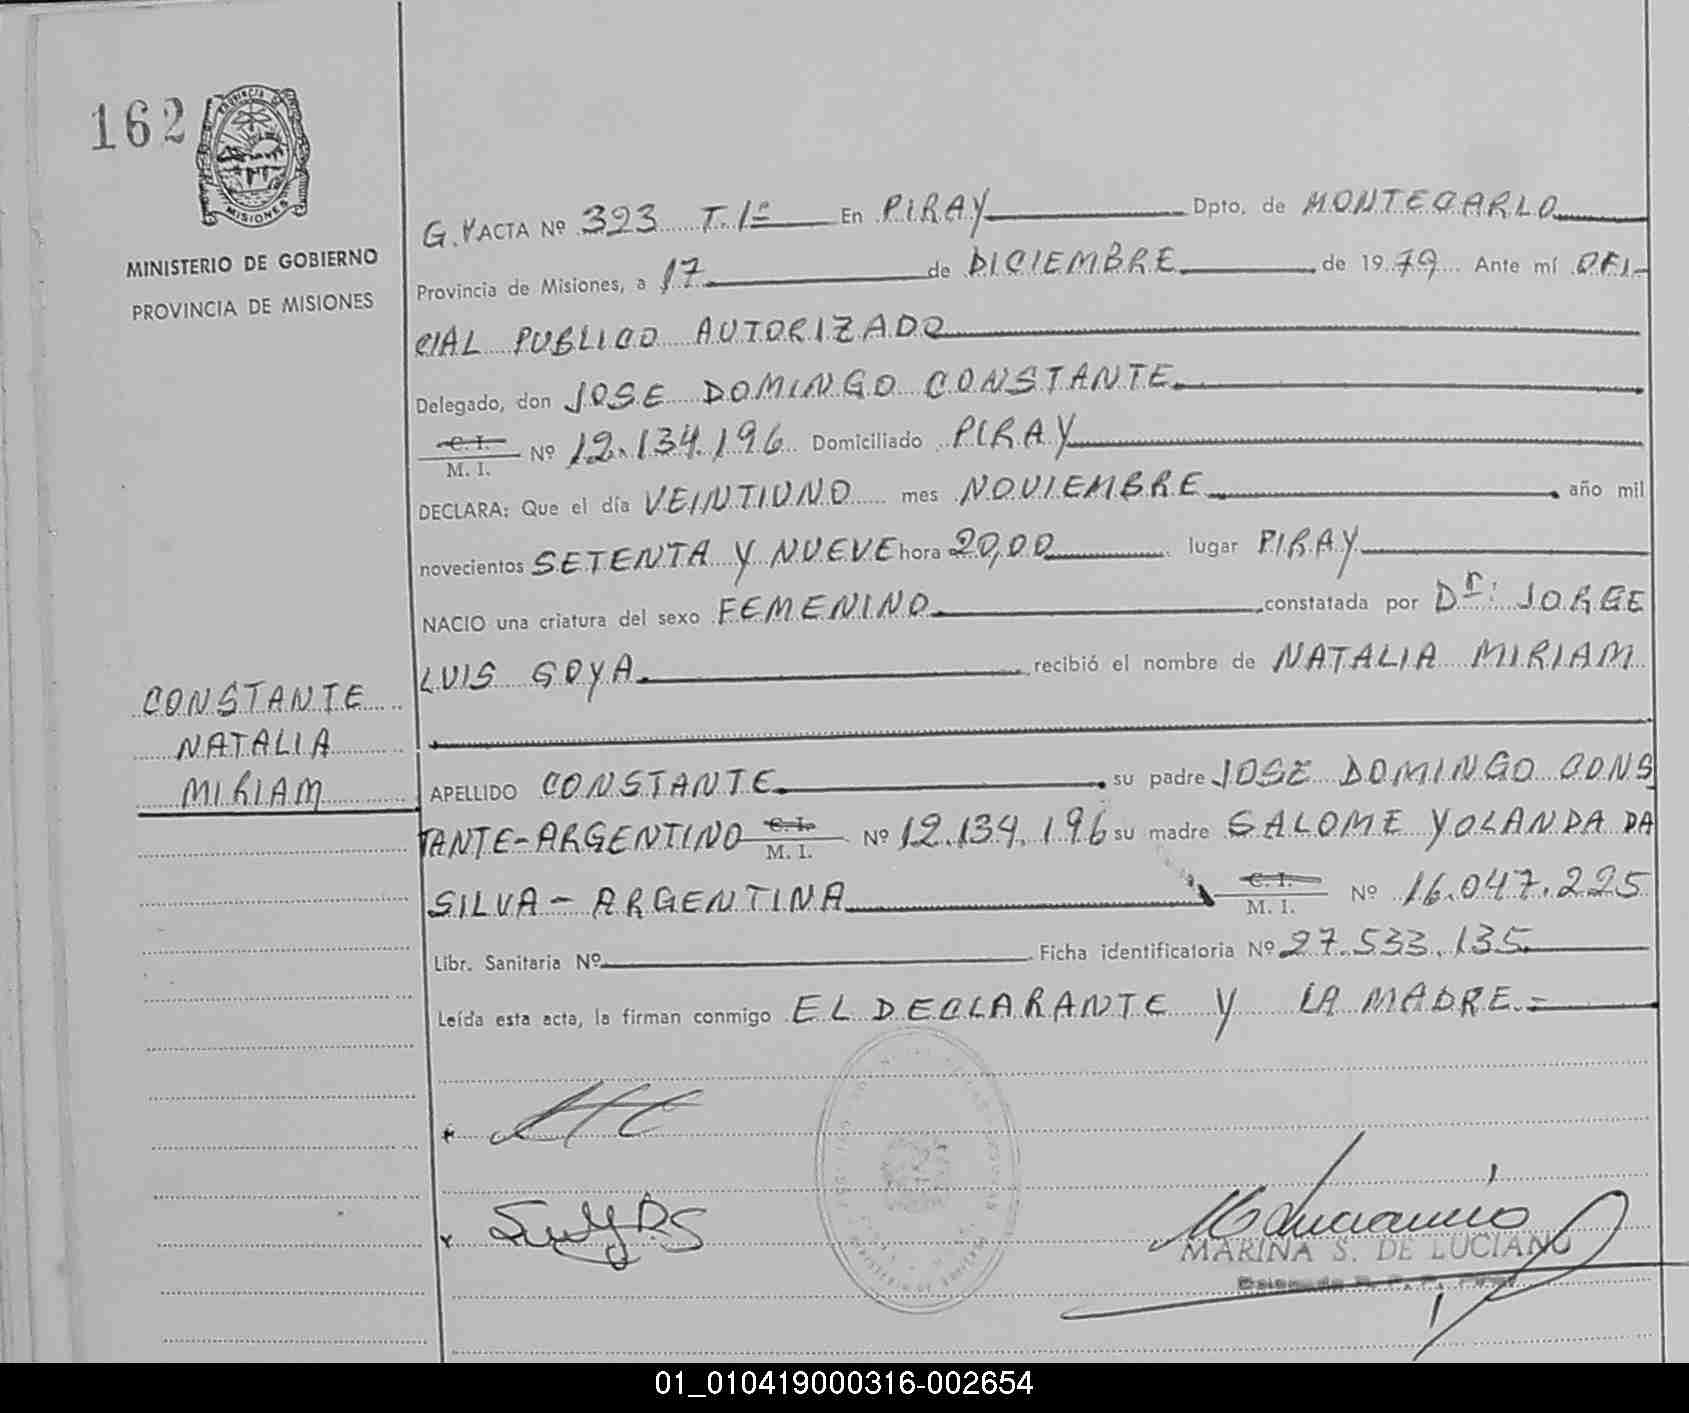 162
PROVINCIA DE
MISIONES
MINISTERIO DE GOBIERNO
PROVINCIA DE MISIONES
ACTA Nº 393 T. 1º En PIRAY Dpto. de MONTECARLO
Provincia de Misiones, a 17 de DICIEMBRE de 1979 Ante mí OFI-
CIAL PUBLICO AUTORIZADO
Delegado, don JOSE DOMINGO CONSTANTE
C. I.
M. I. Nº 12.134.196 Domiciliado PIRAY
DECLARA: Que el día VEINTIUNO mes NOVIEMBRE año mil
novecientos SETENTA Y NUEVE hora 20,00 lugar PIRAY
NACIO una criatura del sexo FEMENINO constatada por Dr: JORGE
LUIS GOYA recibió el nombre de NATALIA MIRIAM
CONSTANTE
NATALIA
MIRIAM
APELLIDO CONSTANTE su padre JOSE DOMINGO CONS
TANTE-ARGENTINO C. I.
M. I. Nº 12.134.196 su madre SALOME YOLANDA DA
SILVA - ARGENTINA C. I.
M. I. Nº 16.047.225
Libr. Sanitaria Nº Ficha identificatoria Nº 27.533.135
Leída esta acta, la firman conmigo EL DECLARANTE Y LA MADRE.=
MARINA S. DE LUCIANO
01_010419000316-002654